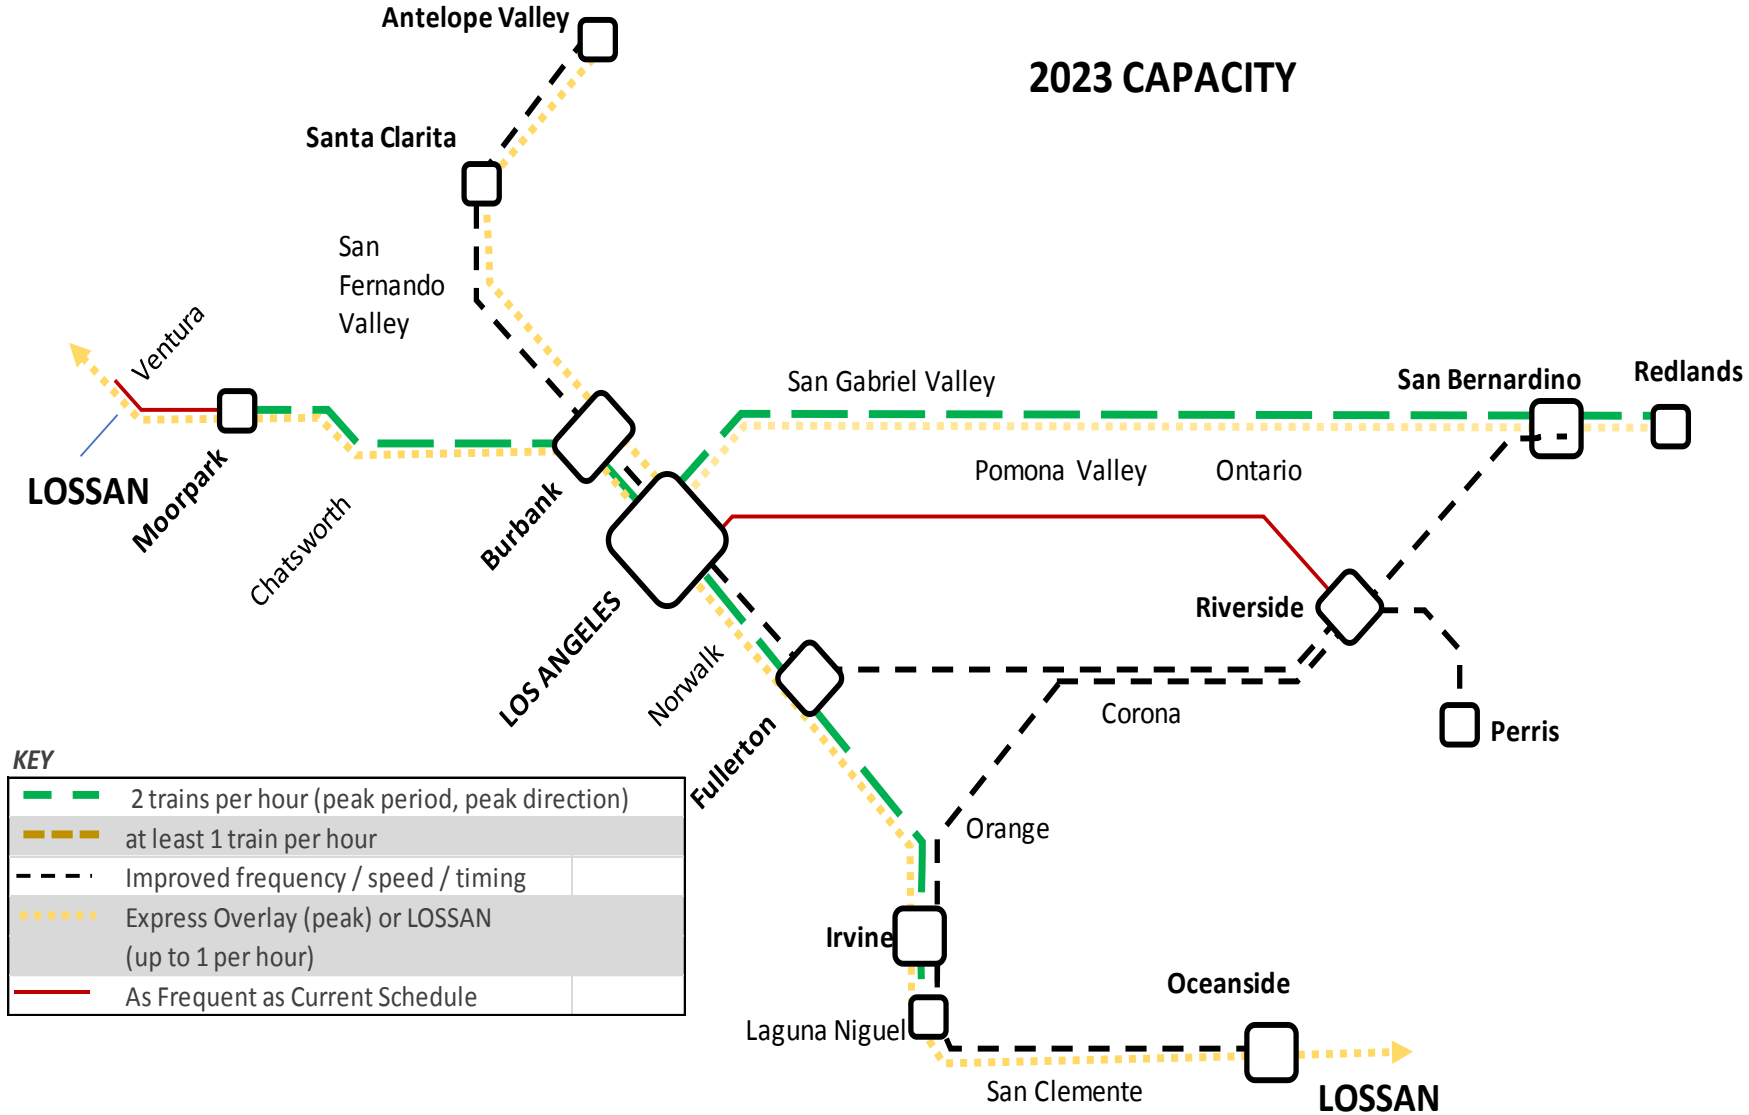 Antelope Valley
2023 CAPACITY
Santa Clarita
San
Fernando
Valley
Ventura
San Gabriel Valley
San Bernardino
Redlands
LOSSAN
Moorpark
Chatsworth
Burbank
Pomona Valley
Ontario
LOS ANGELES
Riverside
Norwalk
Fullerton
Corona
Perris
Orange
Irvine
Oceanside
Laguna Niguel
San Clemente
LOSSAN
KEY
2 trains per hour (peak period, peak direction)
at least 1 train per hour
Improved frequency / speed / timing
Express Overlay (peak) or LOSSAN
(up to 1 per hour)
As Frequent as Current Schedule